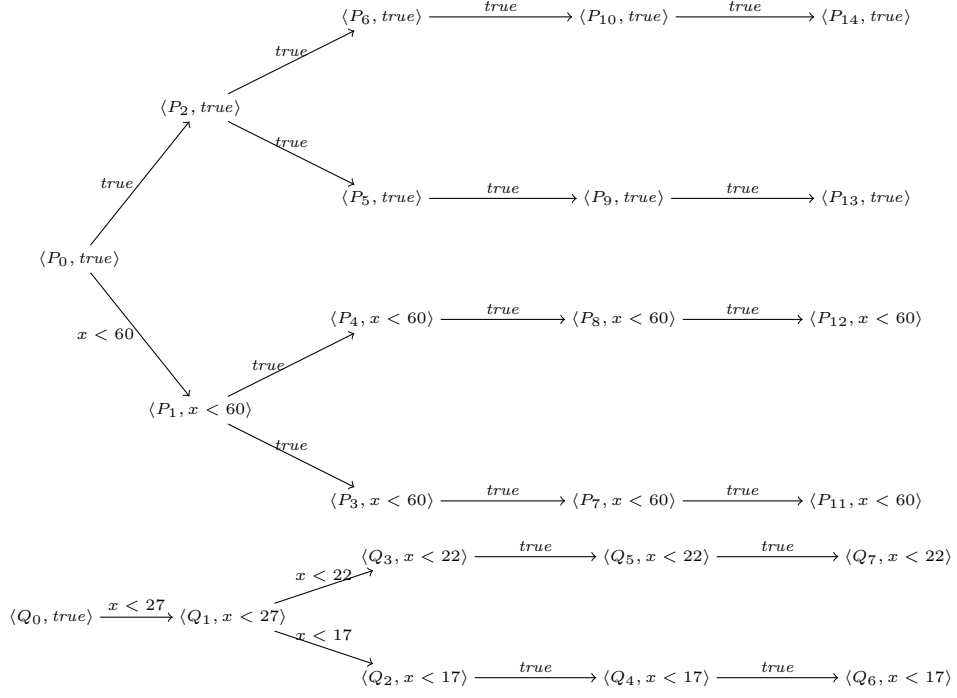 ⟨P₆, true⟩ true ⟨P₁₀, true⟩ true ⟨P₁₄, true⟩
true
⟨P₂, true⟩
true
true
⟨P₅, true⟩ true ⟨P₉, true⟩ true ⟨P₁₃, true⟩
⟨P₀, true⟩
x < 60
⟨P₄, x < 60⟩ true ⟨P₈, x < 60⟩ true ⟨P₁₂, x < 60⟩
true
⟨P₁, x < 60⟩
true
⟨P₃, x < 60⟩ true ⟨P₇, x < 60⟩ true ⟨P₁₁, x < 60⟩
⟨Q₃, x < 22⟩ true ⟨Q₅, x < 22⟩ true ⟨Q₇, x < 22⟩
x < 22
⟨Q₀, true⟩ x < 27 ⟨Q₁, x < 27⟩
x < 17
⟨Q₂, x < 17⟩ true ⟨Q₄, x < 17⟩ true ⟨Q₆, x < 17⟩